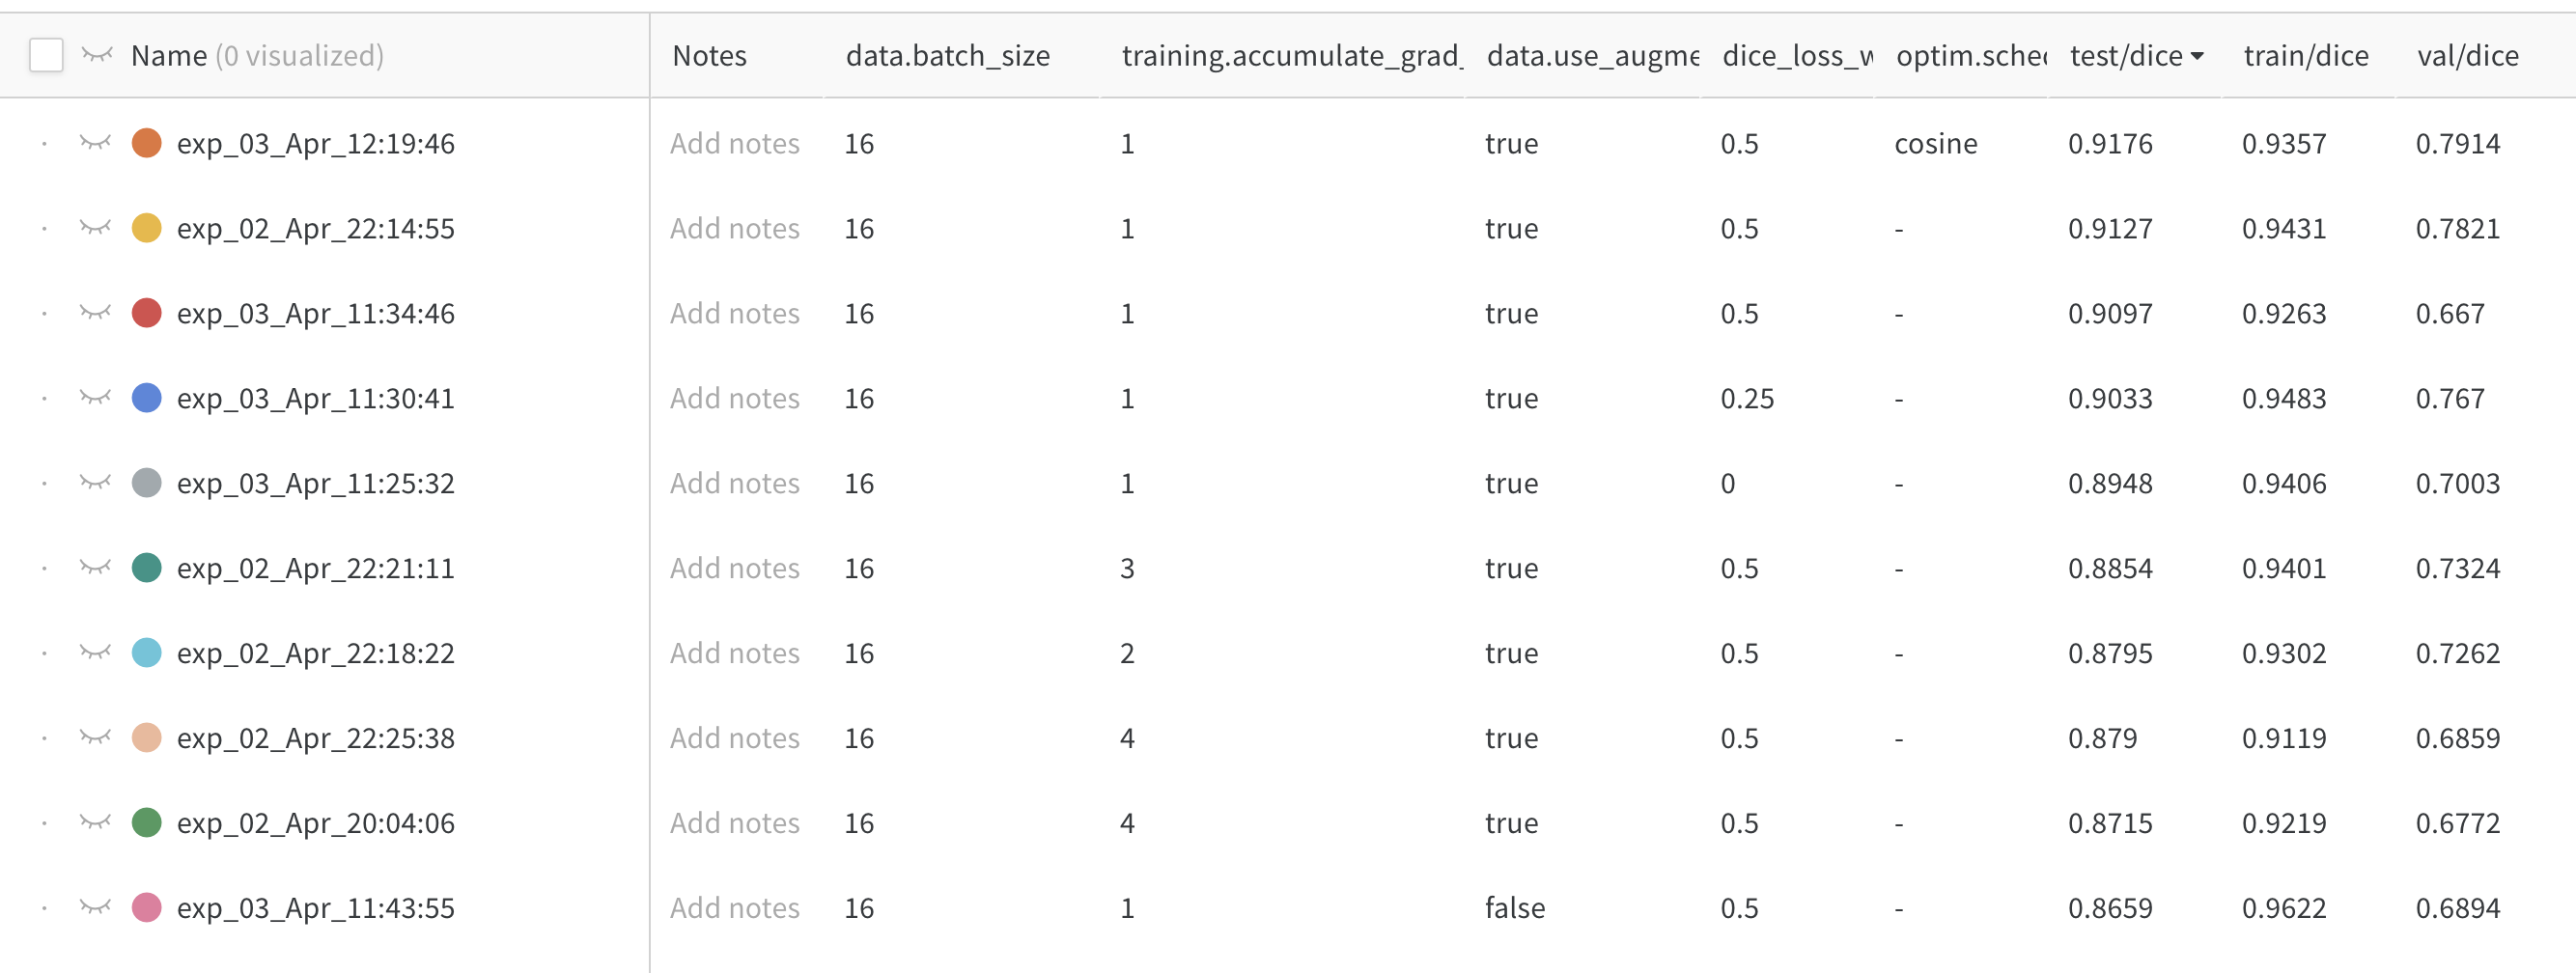 Name (0 visualized) Notes data.batch_size training.accumulate_grad_ data.use_augme dice_loss_w optim.sche test/dice train/dice val/dice
exp_03_Apr_12:19:46 Add notes 16 1 true 0.5 cosine 0.9176 0.9357 0.7914
exp_02_Apr_22:14:55 Add notes 16 1 true 0.5 - 0.9127 0.9431 0.7821
exp_03_Apr_11:34:46 Add notes 16 1 true 0.5 - 0.9097 0.9263 0.667
exp_03_Apr_11:30:41 Add notes 16 1 true 0.25 - 0.9033 0.9483 0.767
exp_03_Apr_11:25:32 Add notes 16 1 true 0 - 0.8948 0.9406 0.7003
exp_02_Apr_22:21:11 Add notes 16 3 true 0.5 - 0.8854 0.9401 0.7324
exp_02_Apr_22:18:22 Add notes 16 2 true 0.5 - 0.8795 0.9302 0.7262
exp_02_Apr_22:25:38 Add notes 16 4 true 0.5 - 0.879 0.9119 0.6859
exp_02_Apr_20:04:06 Add notes 16 4 true 0.5 - 0.8715 0.9219 0.6772
exp_03_Apr_11:43:55 Add notes 16 1 false 0.5 - 0.8659 0.9622 0.6894